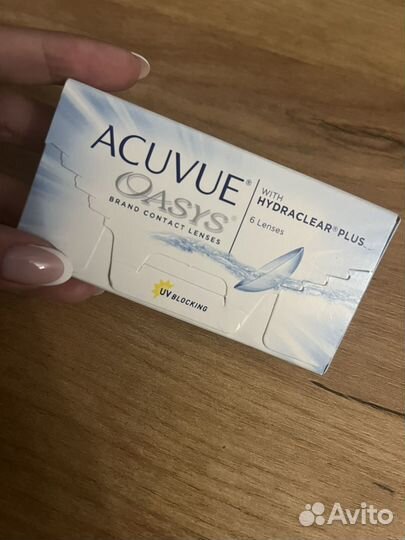 ACUVUE®
OASYS®
BRAND CONTACT LENSES
WITH
HYDRACLEAR® PLUS
6 Lenses
UV BLOCKING
Avito